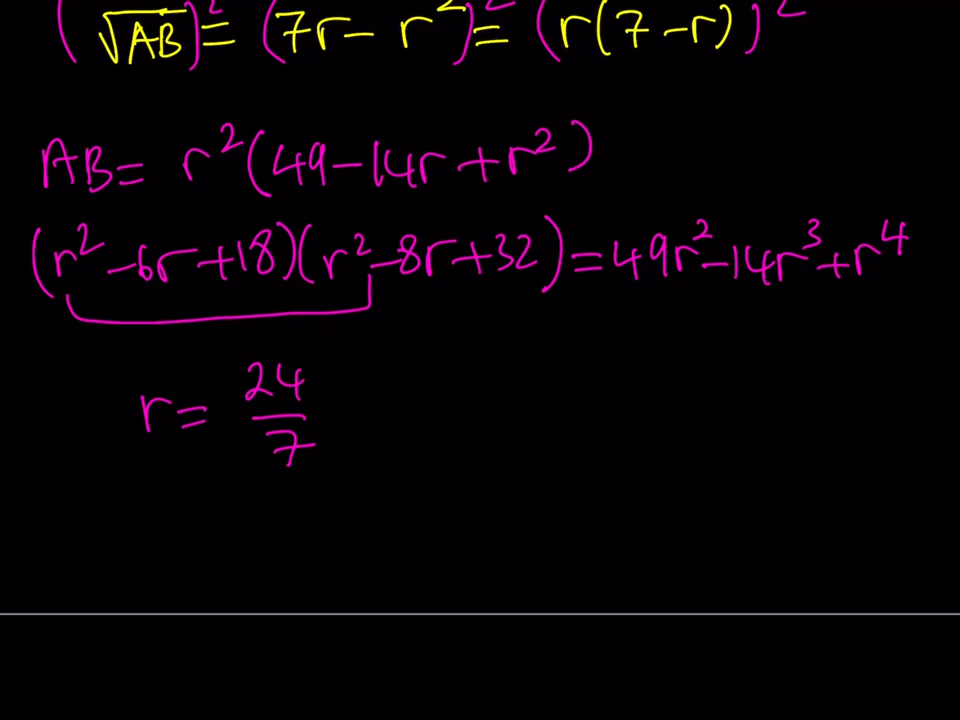 (√AB)² = (7r − r²)² = (r(7 − r))²
AB = r²(49 − 14r + r²)
(r² − 6r + 18)(r² − 8r + 32) = 49r² − 14r³ + r⁴
r = 24/7